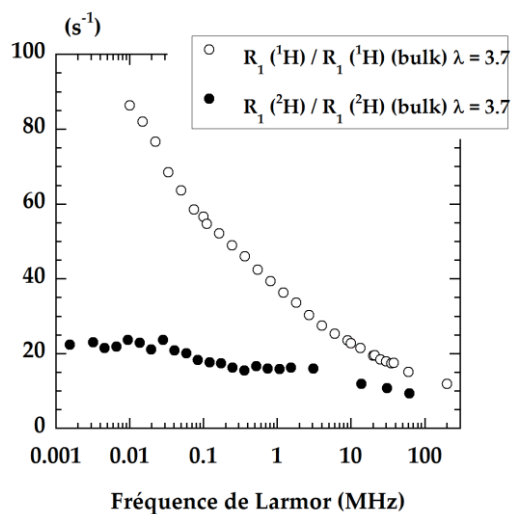 (s⁻¹)
100
80
60
40
20
0
R₁ (¹H) / R₁ (¹H) (bulk) λ = 3.7
R₁ (²H) / R₁ (²H) (bulk) λ = 3.7
0.001 0.01 0.1 1 10 100
Fréquence de Larmor (MHz)